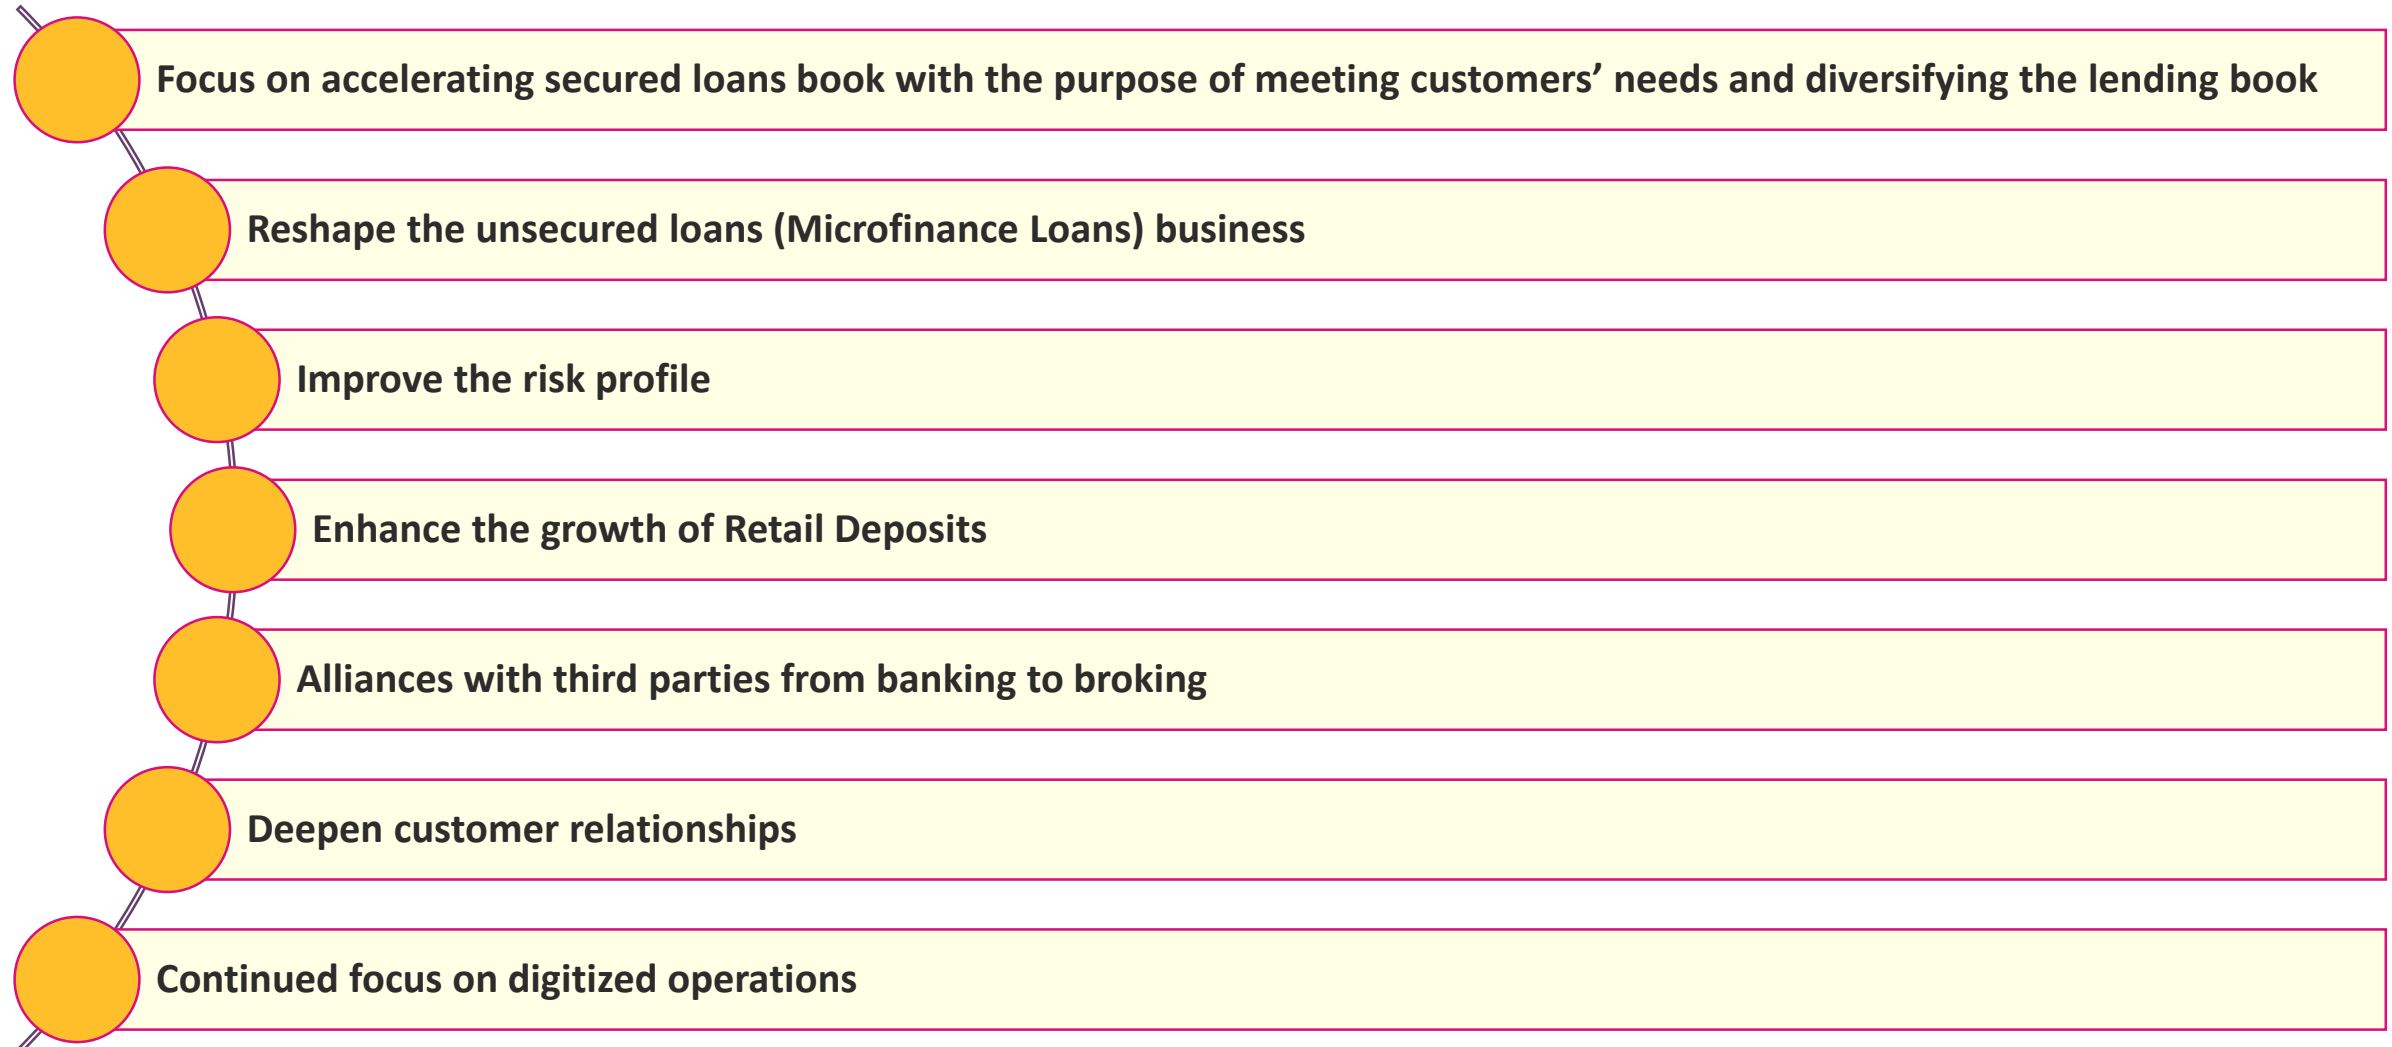 Focus on accelerating secured loans book with the purpose of meeting customers’ needs and diversifying the lending book
Reshape the unsecured loans (Microfinance Loans) business
Improve the risk profile
Enhance the growth of Retail Deposits
Alliances with third parties from banking to broking
Deepen customer relationships
Continued focus on digitized operations